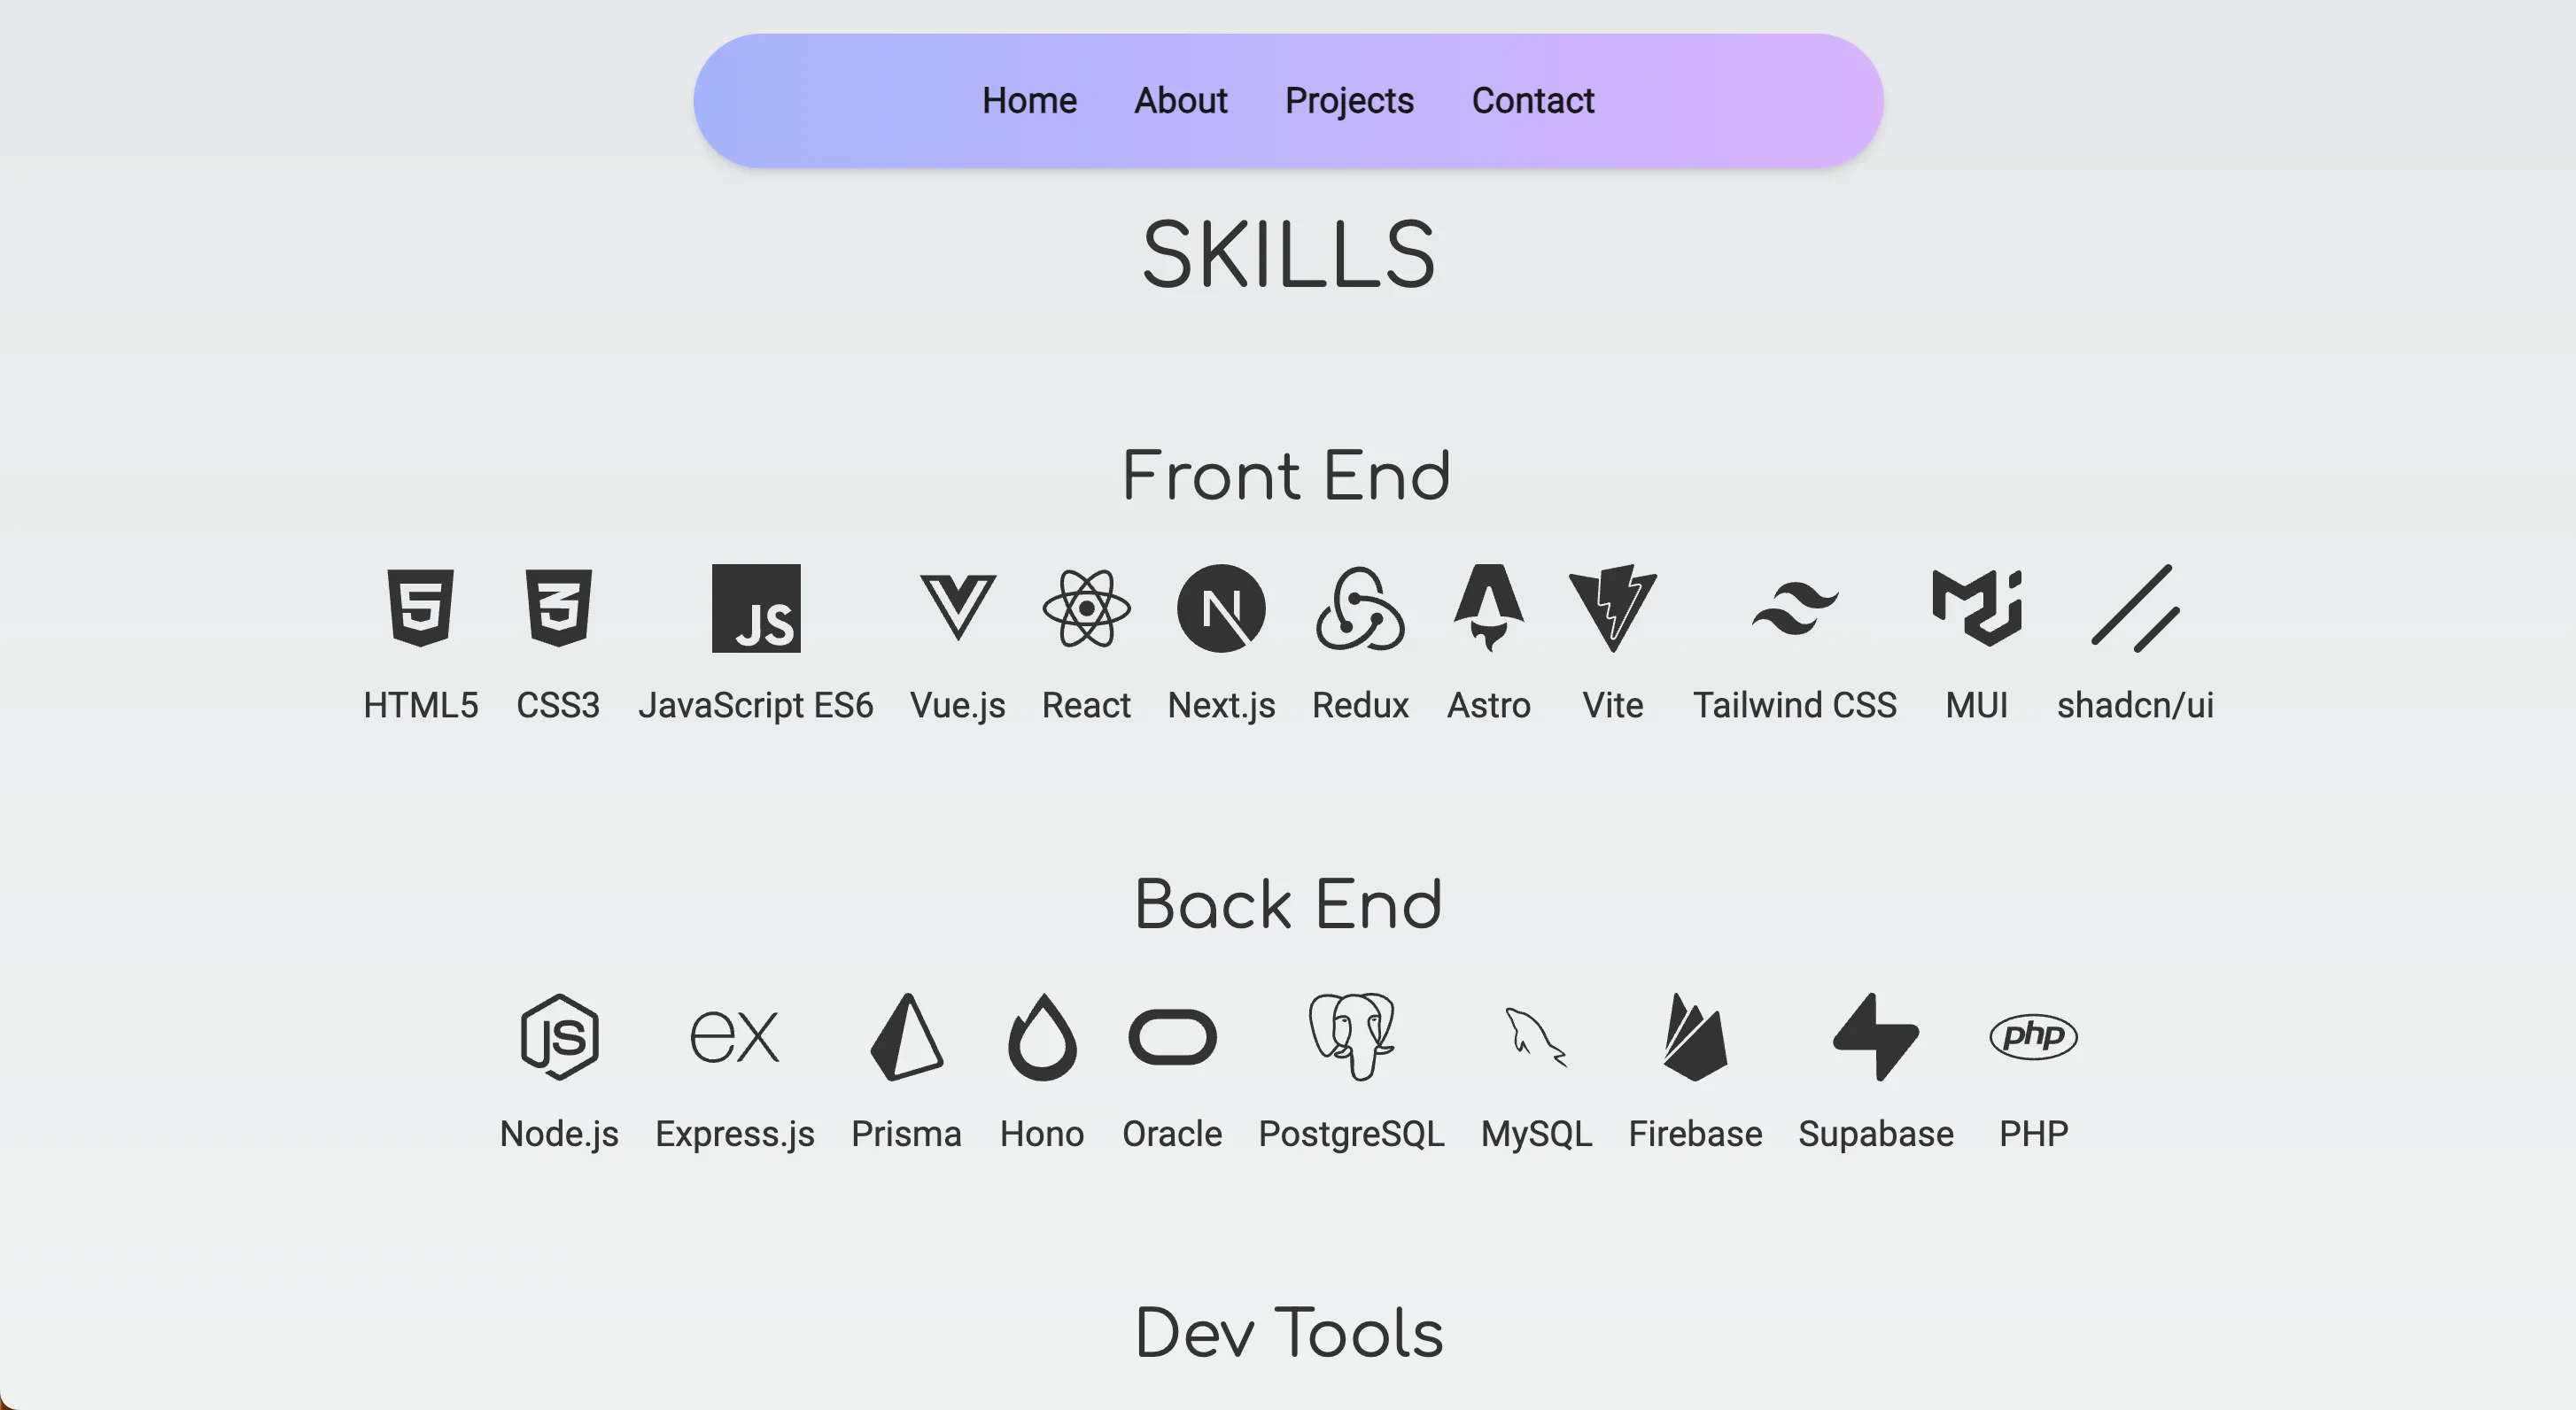 Home About Projects Contact
SKILLS
Front End
JS
HTML5 CSS3 JavaScript ES6 Vue.js React Next.js Redux Astro Vite Tailwind CSS MUI shadcn/ui
Back End
JS ex php
Node.js Express.js Prisma Hono Oracle PostgreSQL MySQL Firebase Supabase PHP
Dev Tools